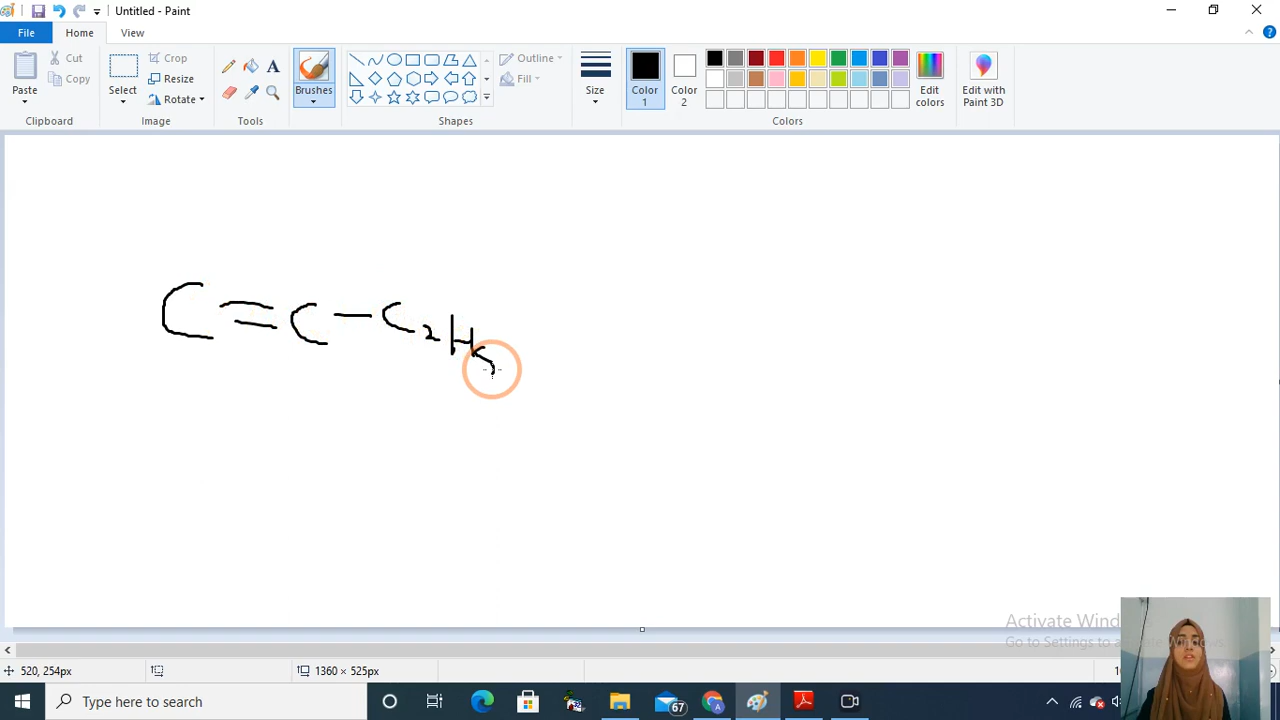 Untitled - Paint
File Home View
Paste
Cut
Copy
Clipboard
Select
Crop
Resize
Rotate
Image
A
Tools
Brushes
Outline
Fill
Shapes
Size
Color 1
Color 2
Edit colors
Colors
Edit with Paint 3D
C = C — C2H5
Activate Wind
Go to Settings to activate Windows.
520, 254px
1360 × 525px
Type here to search
67